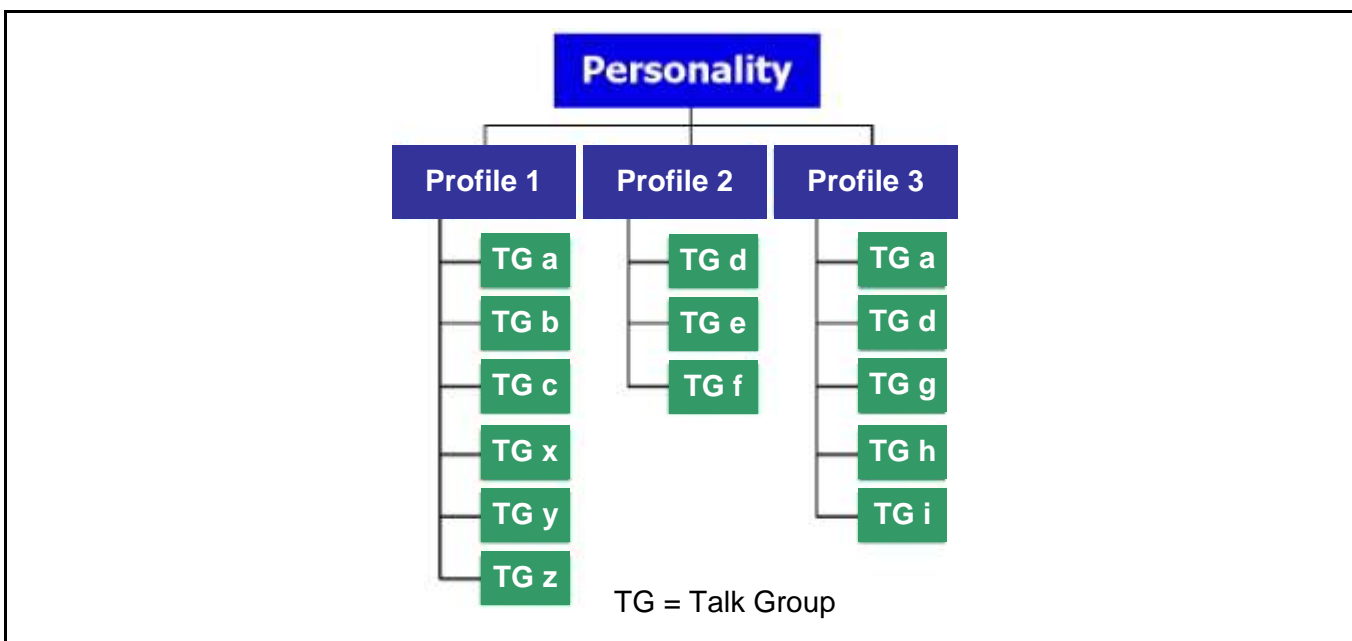 Personality
Profile 1
Profile 2
Profile 3
TG a
TG b
TG c
TG x
TG y
TG z
TG d
TG e
TG f
TG a
TG d
TG g
TG h
TG i
TG = Talk Group